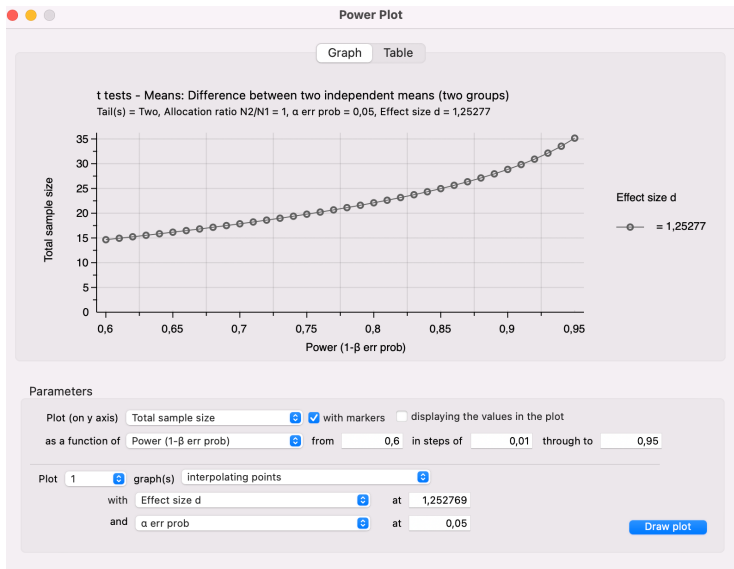 Power Plot
Graph Table
t tests - Means: Difference between two independent means (two groups)
Tail(s) = Two, Allocation ratio N2/N1 = 1, α err prob = 0,05, Effect size d = 1,25277
Total sample size
35
30
25
20
15
10
5
0
0,6 0,65 0,7 0,75 0,8 0,85 0,9 0,95
Power (1-β err prob)
Effect size d
= 1,25277
Parameters
Plot (on y axis) Total sample size with markers displaying the values in the plot
as a function of Power (1-β err prob) from 0,6 in steps of 0,01 through to 0,95
Plot 1 graph(s) interpolating points
with Effect size d at 1,252769
and α err prob at 0,05
Draw plot